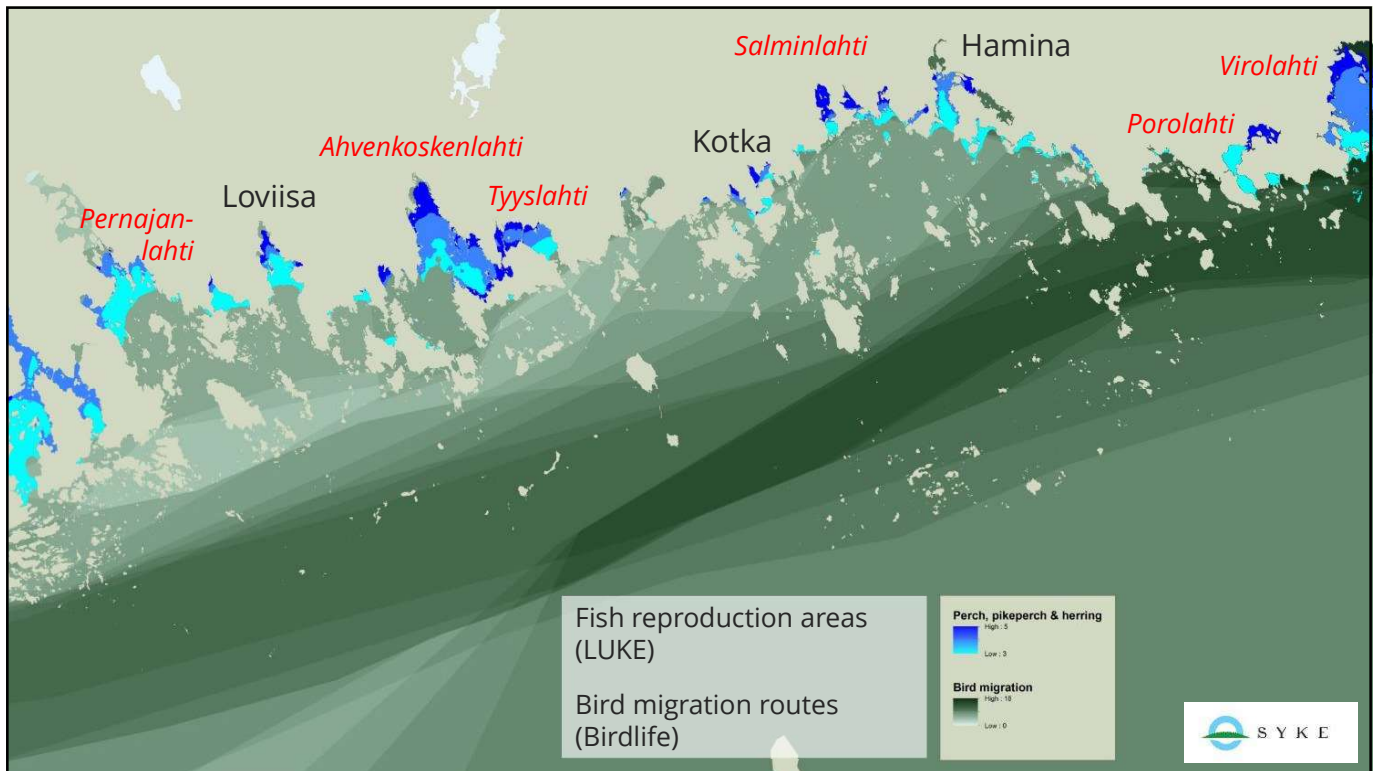 Salminlahti
Hamina
Virolahti
Porolahti
Kotka
Ahvenkoskenlahti
Tyyslahti
Loviisa
Pernajan-
lahti
Fish reproduction areas
(LUKE)
Bird migration routes
(Birdlife)
Perch, pikeperch & herring
High : 5
Low : 3
Bird migration
High : 10
Low : 0
SYKE